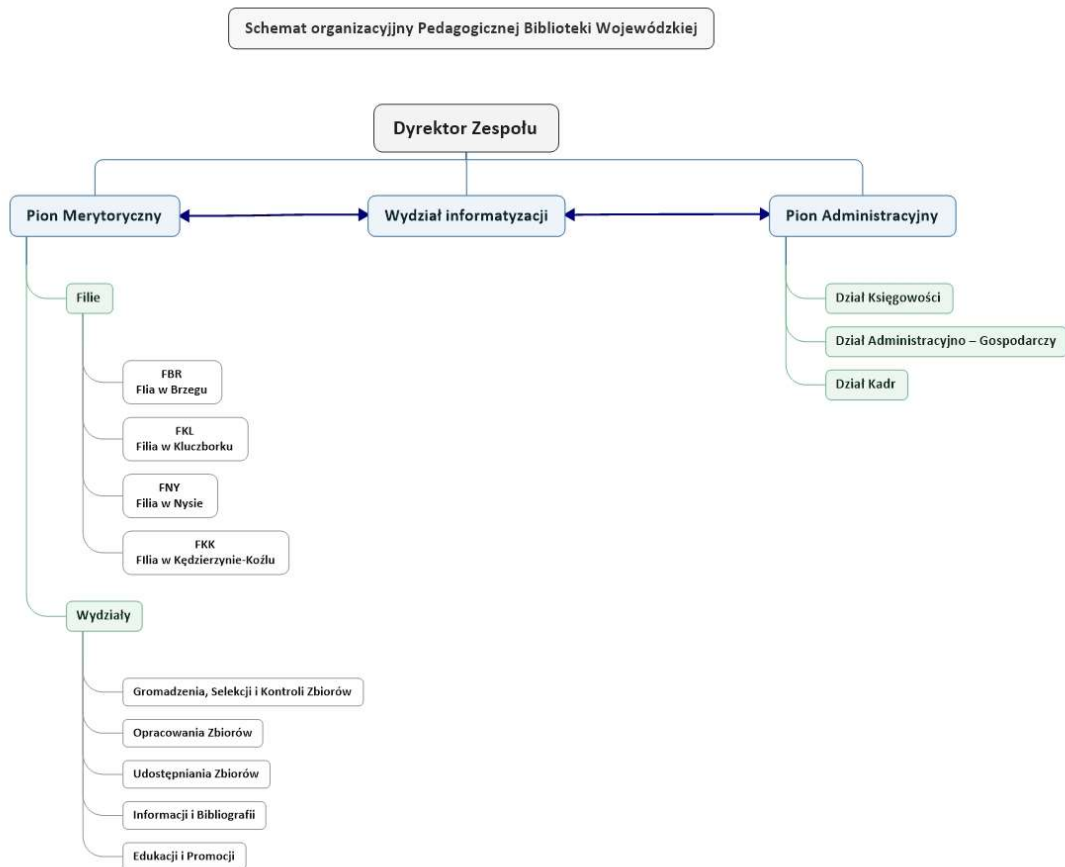 Schemat organizacyjny Pedagogicznej Biblioteki Wojewódzkiej
Dyrektor Zespołu
Pion Merytoryczny
Wydział informatyzacji
Pion Administracyjny
Filie
FBR
FIlia w Brzegu
FKL
Filia w Kluczborku
FNY
Filia w Nysie
FKK
FIlia w Kędzierzynie-Koźlu
Wydziały
Gromadzenia, Selekcji i Kontroli Zbiorów
Opracowania Zbiorów
Udostępniania Zbiorów
Informacji i Bibliografii
Edukacji i Promocji
Dział Księgowości
Dział Administracyjno – Gospodarczy
Dział Kadr